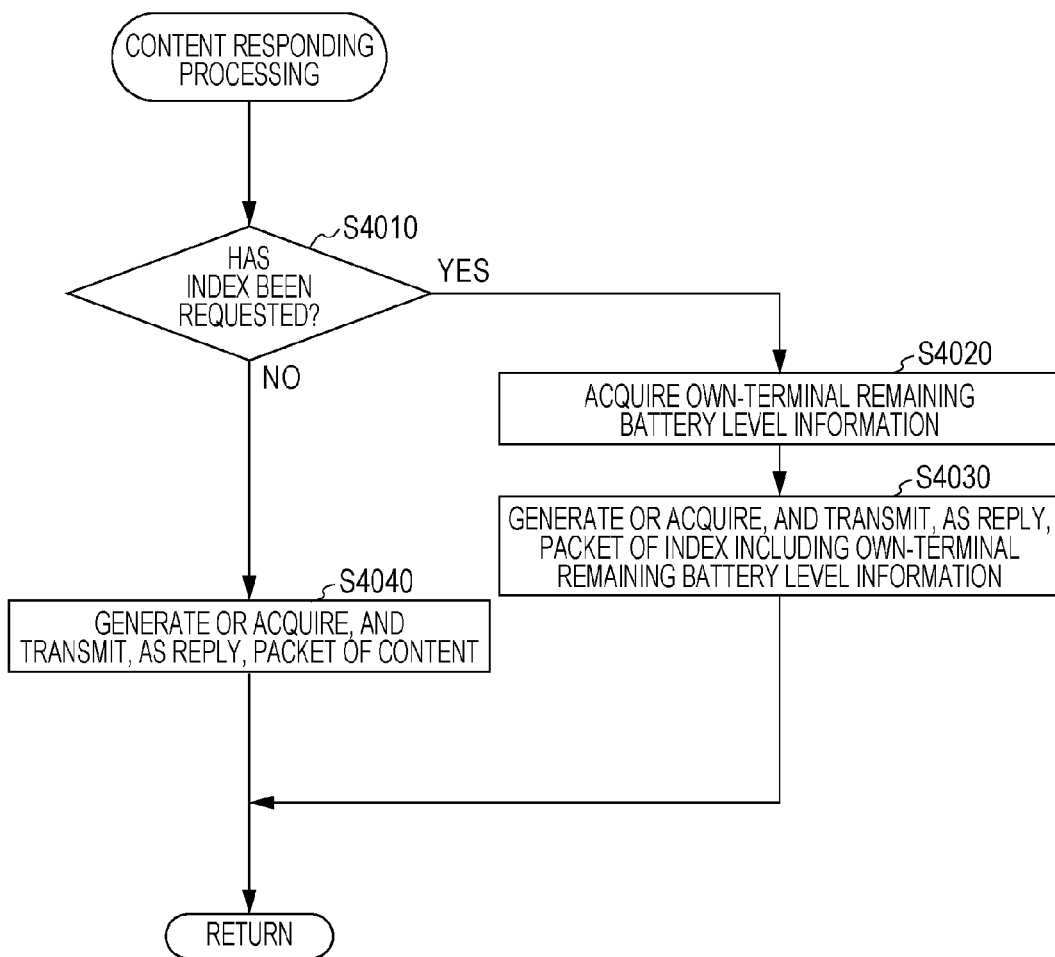 CONTENT RESPONDING
PROCESSING
S4010
HAS
INDEX BEEN
REQUESTED?
YES
NO
S4020
ACQUIRE OWN-TERMINAL REMAINING
BATTERY LEVEL INFORMATION
S4030
GENERATE OR ACQUIRE, AND TRANSMIT, AS REPLY,
PACKET OF INDEX INCLUDING OWN-TERMINAL
REMAINING BATTERY LEVEL INFORMATION
S4040
GENERATE OR ACQUIRE, AND
TRANSMIT, AS REPLY, PACKET OF CONTENT
RETURN